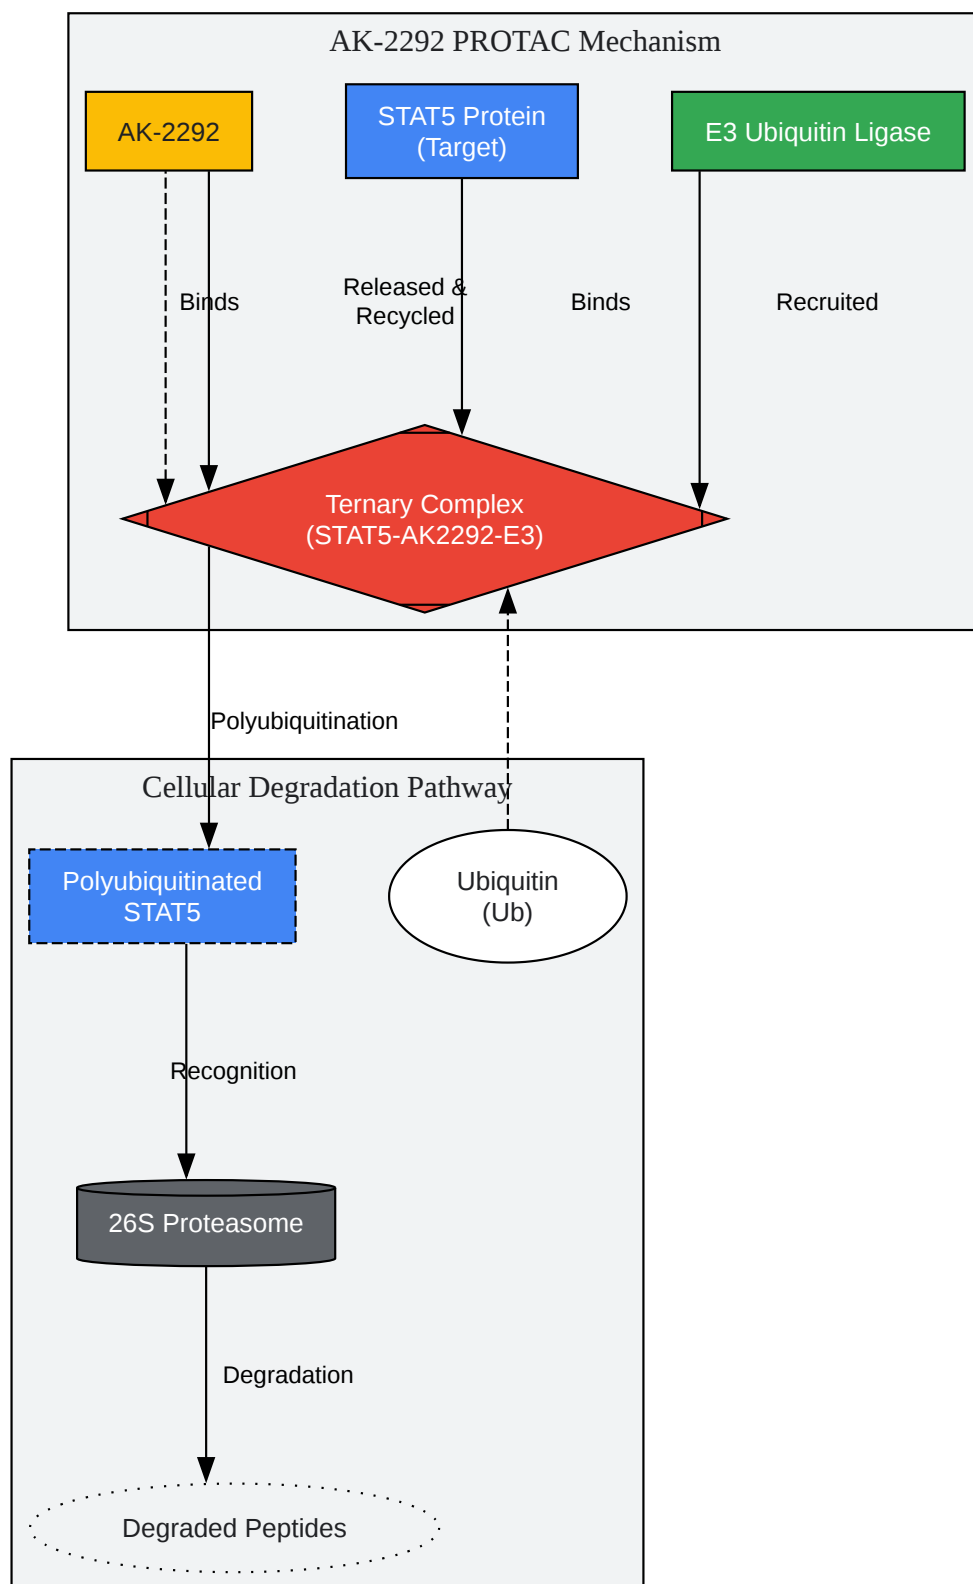 AK-2292 PROTAC Mechanism
AK-2292
STAT5 Protein
(Target)
E3 Ubiquitin Ligase
Binds
Released &
Recycled
Binds
Recruited
Ternary Complex
(STAT5-AK2292-E3)
Polyubiquitination
Cellular Degradation Pathway
Polyubiquitinated
STAT5
Ubiquitin
(Ub)
Recognition
26S Proteasome
Degradation
Degraded Peptides